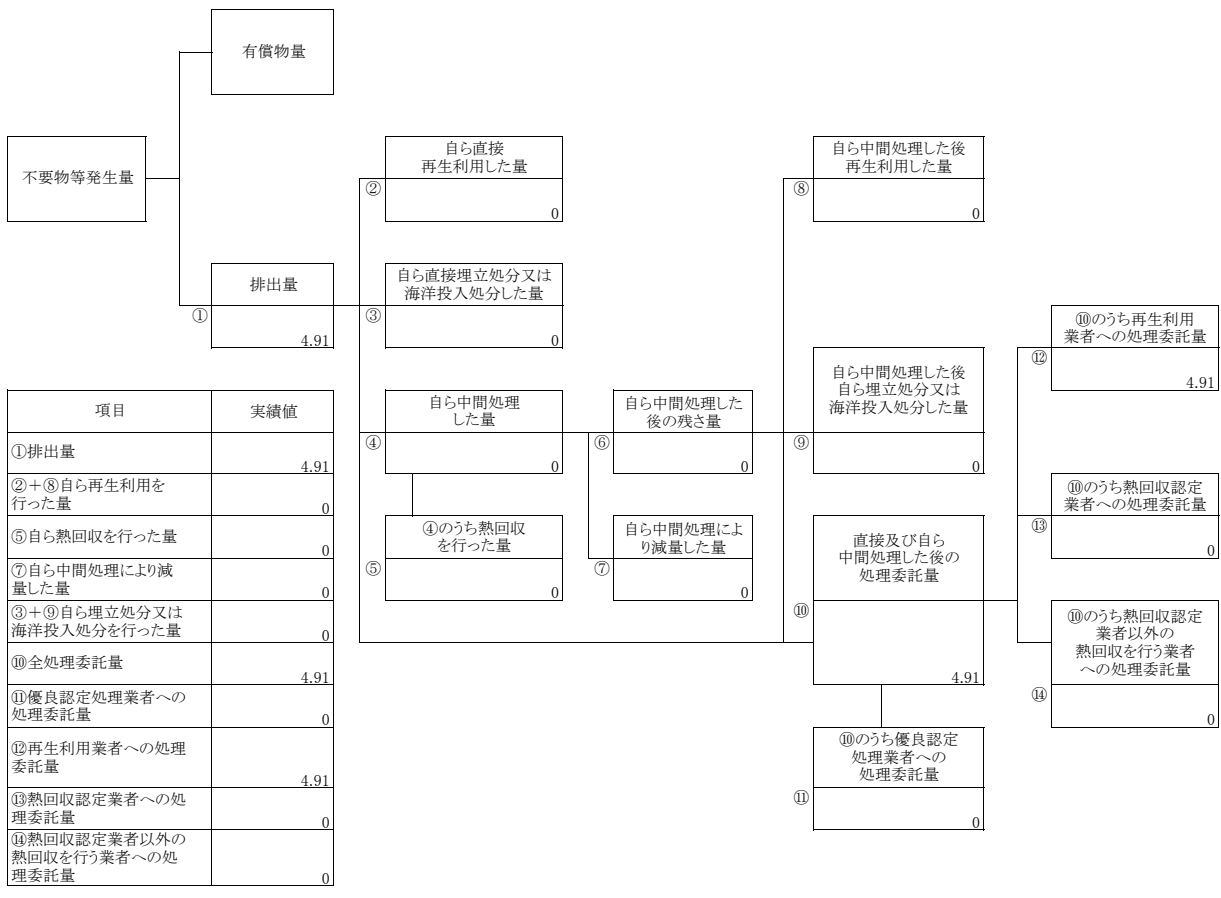 有償物量
不要物等発生量
自ら直接
再生利用した量
②
0
自ら中間処理した後
再生利用した量
⑧
0
排出量
①
4.91
自ら直接埋立処分又は
海洋投入処分した量
③
0
自ら中間処理
した量
④
0
自ら中間処理した
後の残さ量
⑥
0
自ら中間処理した後
自ら埋立処分又は
海洋投入処分した量
⑨
0
⑩のうち再生利用
業者への処理委託量
⑫
4.91
④のうち熱回収
を行った量
⑤
0
自ら中間処理によ
り減量した量
⑦
0
直接及び自ら
中間処理した後の
処理委託量
⑩
4.91
⑩のうち熱回収認定
業者への処理委託量
⑬
0
⑩のうち熱回収認定
業者以外の
熱回収を行う業者
への処理委託量
⑭
0
⑩のうち優良認定
処理業者への
処理委託量
⑪
0
項目 実績値
①排出量
4.91
②＋⑧自ら再生利用を
行った量
0
⑤自ら熱回収を行った量
0
⑦自ら中間処理により減
量した量
0
③＋⑨自ら埋立処分又は
海洋投入処分を行った量
0
⑩全処理委託量
4.91
⑪優良認定処理業者への
処理委託量
0
⑫再生利用業者への処理
委託量
4.91
⑬熱回収認定業者への処
理委託量
0
⑭熱回収認定業者以外の
熱回収を行う業者への処
理委託量
0